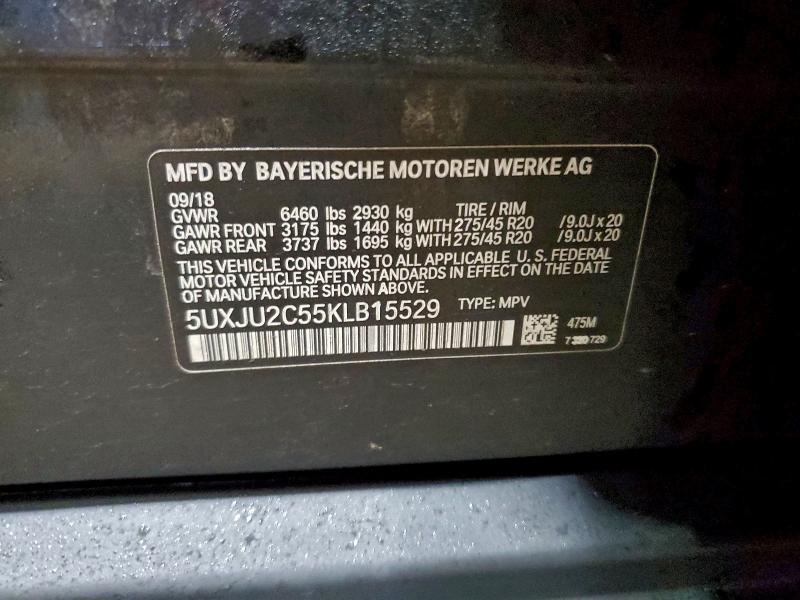 MFD BY BAYERISCHE MOTOREN WERKE AG
09/18
GVWR 6460 lbs 2930 kg TIRE / RIM
GAWR FRONT 3175 lbs 1440 kg WITH 275/45 R20 /9.0J x 20
GAWR REAR 3737 lbs 1695 kg WITH 275/45 R20 /9.0J x 20
THIS VEHICLE CONFORMS TO ALL APPLICABLE U. S. FEDERAL
MOTOR VEHICLE SAFETY STANDARDS IN EFFECT ON THE DATE
OF MANUFACTURE SHOWN ABOVE.
5UXJU2C55KLB15529 TYPE: MPV
475M